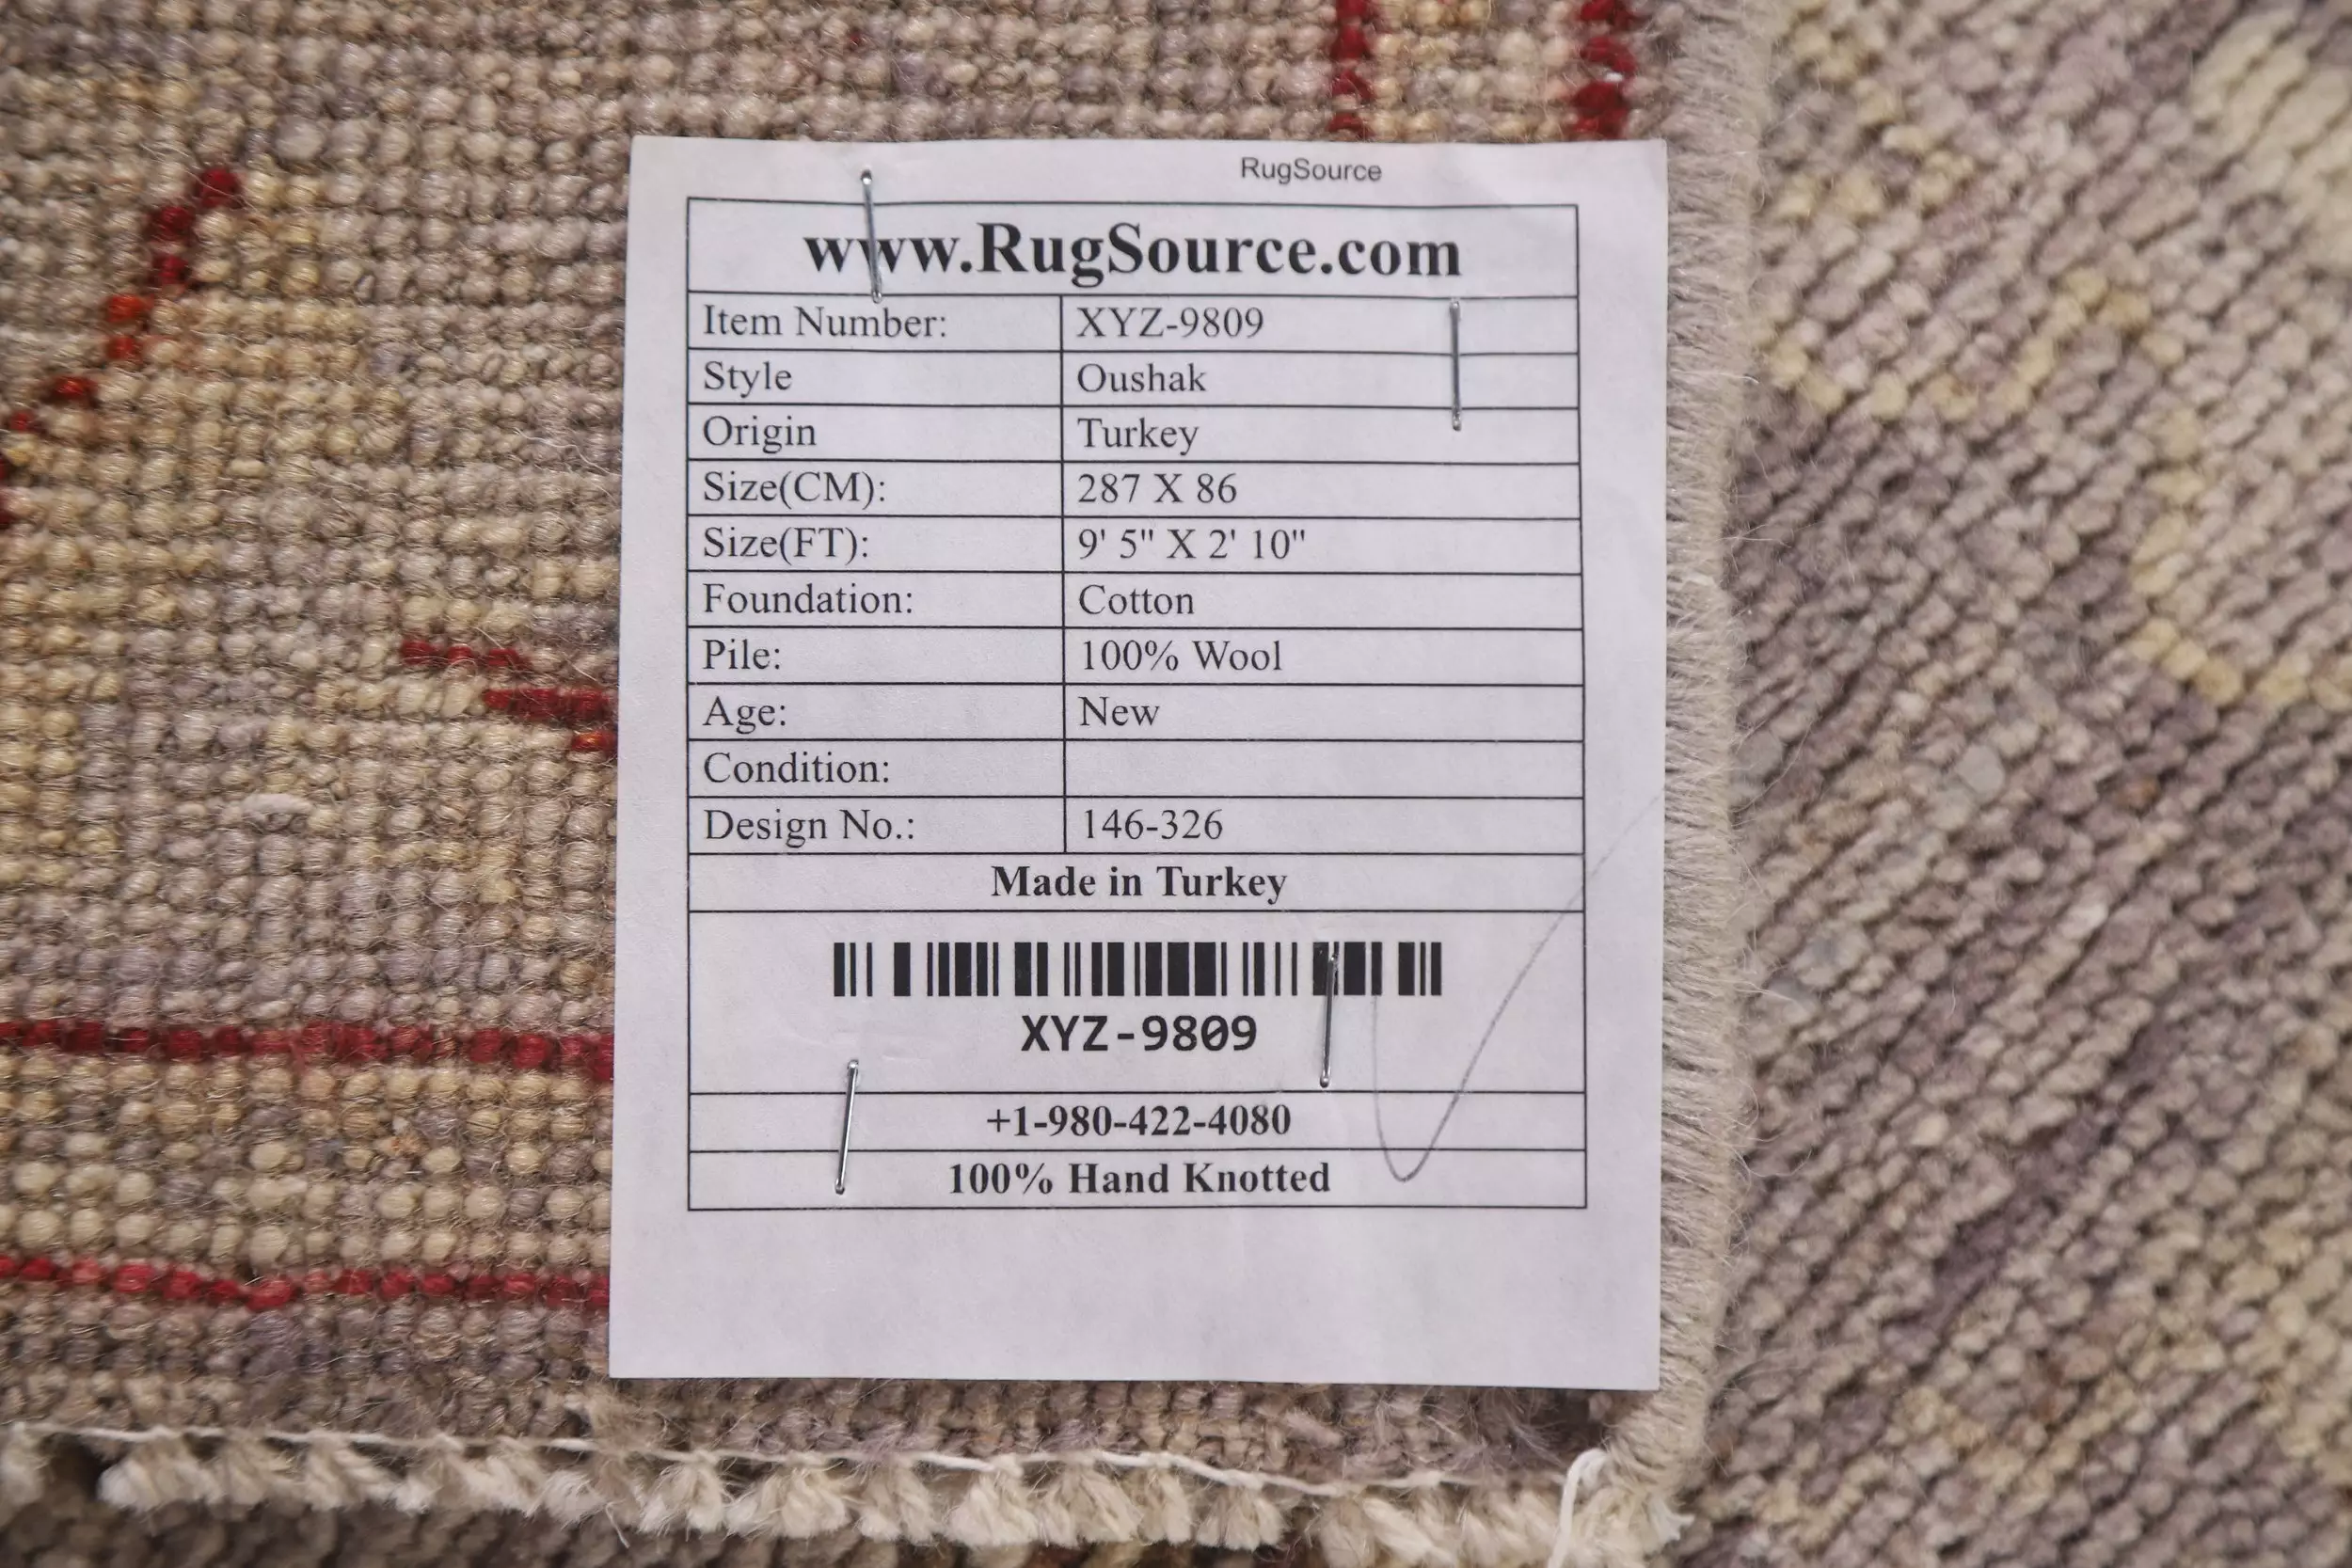 RugSource
www.RugSource.com
Item Number: XYZ-9809
Style Oushak
Origin Turkey
Size(CM): 287 X 86
Size(FT): 9' 5" X 2' 10"
Foundation: Cotton
Pile: 100% Wool
Age: New
Condition:
Design No.: 146-326
Made in Turkey
XYZ-9809
+1-980-422-4080
100% Hand Knotted